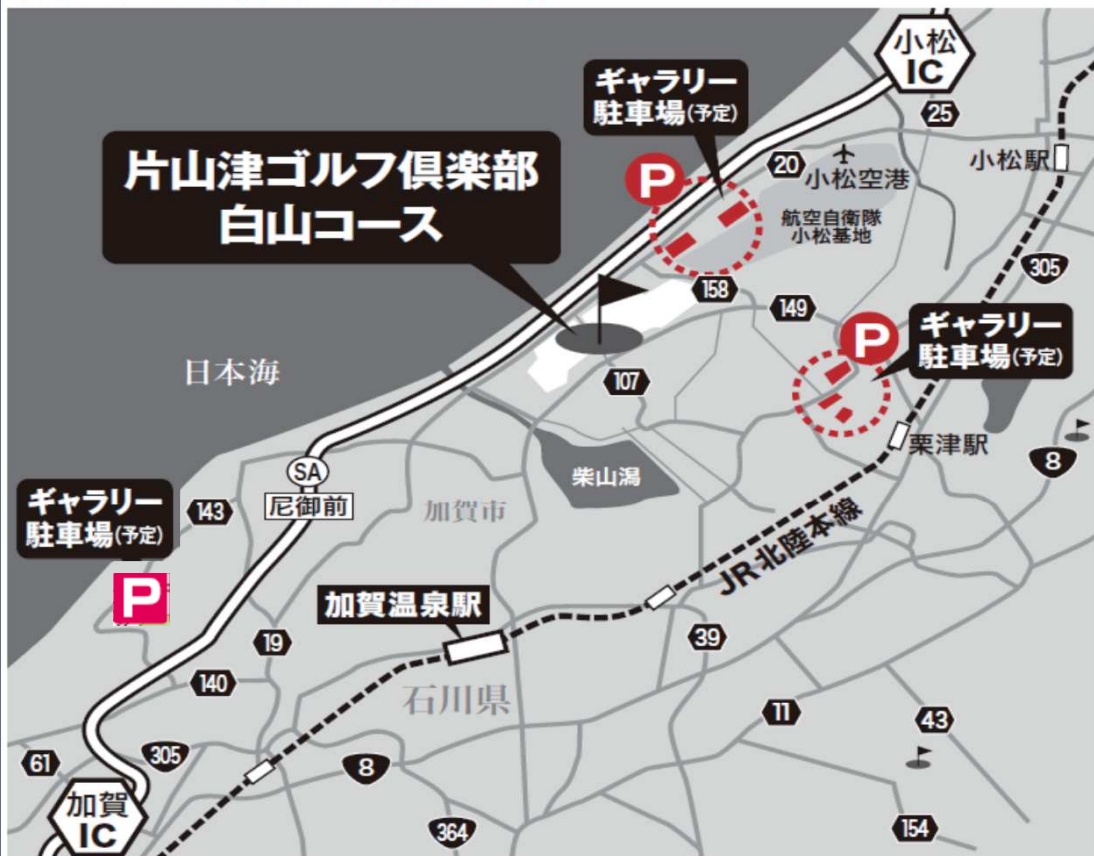 小松
IC
ギャラリー
駐車場(予定)
25
片山津ゴルフ倶楽部
白山コース
P
20
小松空港
小松駅
航空自衛隊
小松基地
305
158
149
ギャラリー
駐車場(予定)
P
日本海
107
栗津駅
8
SA
尼御前
柴山潟
ギャラリー
駐車場(予定)
143
加賀市
JR北陸本線
P
加賀温泉駅
19
39
140
石川県
11
43
61
305
8
加賀
IC
364
154